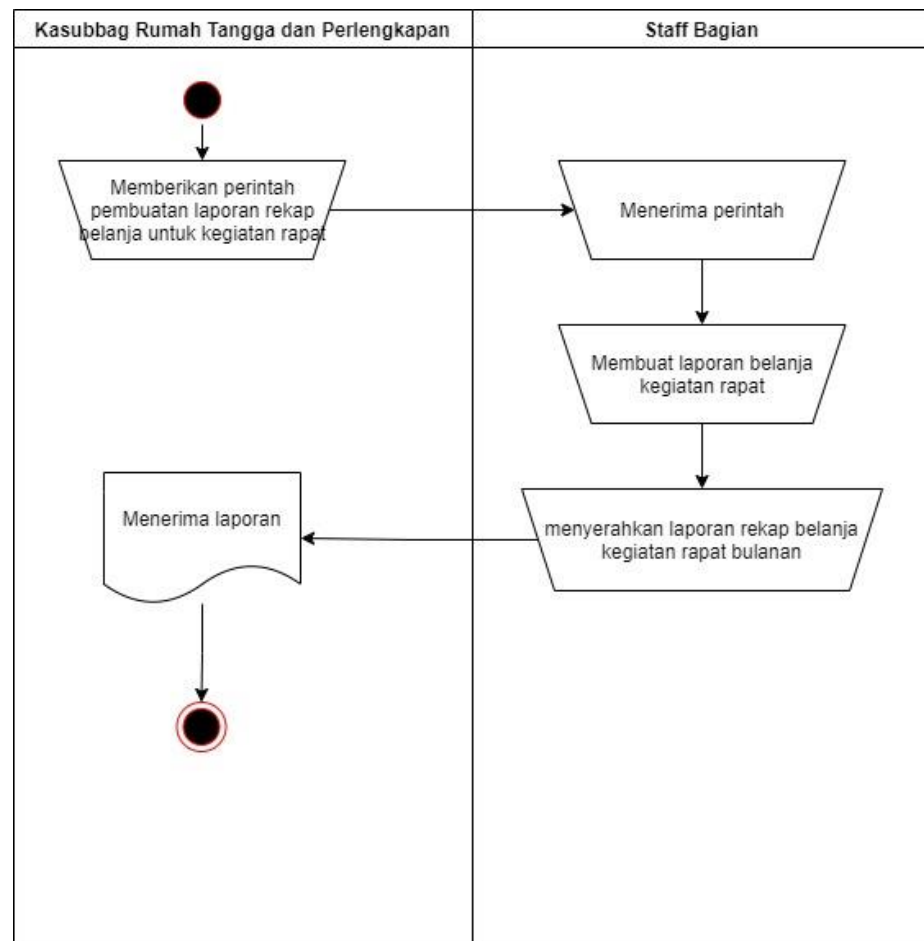 Kasubbag Rumah Tangga dan Perlengkapan
Staff Bagian
Memberikan perintah
pembuatan laporan rekap
belanja untuk kegiatan rapat
Menerima perintah
Membuat laporan belanja
kegiatan rapat
menyerahkan laporan rekap belanja
kegiatan rapat bulanan
Menerima laporan